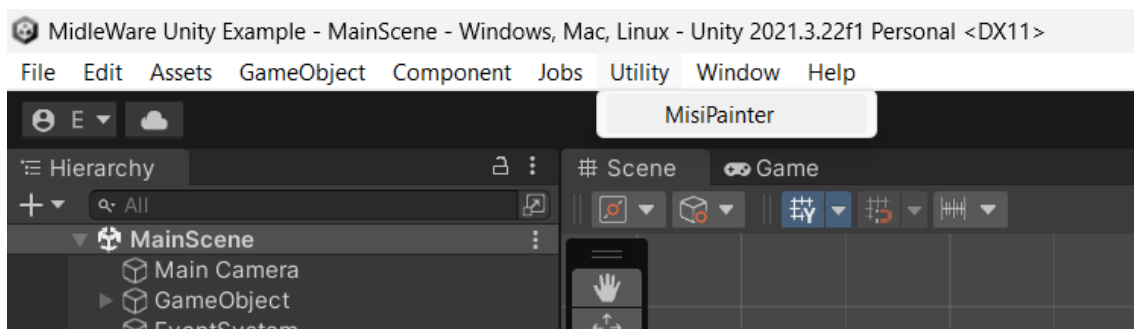 MidleWare Unity Example - MainScene - Windows, Mac, Linux - Unity 2021.3.22f1 Personal <DX11>
File Edit Assets GameObject Component Jobs Utility Window Help
MisiPainter
E
Hierarchy
Scene Game
All
MainScene
Main Camera
GameObject
EventSystem